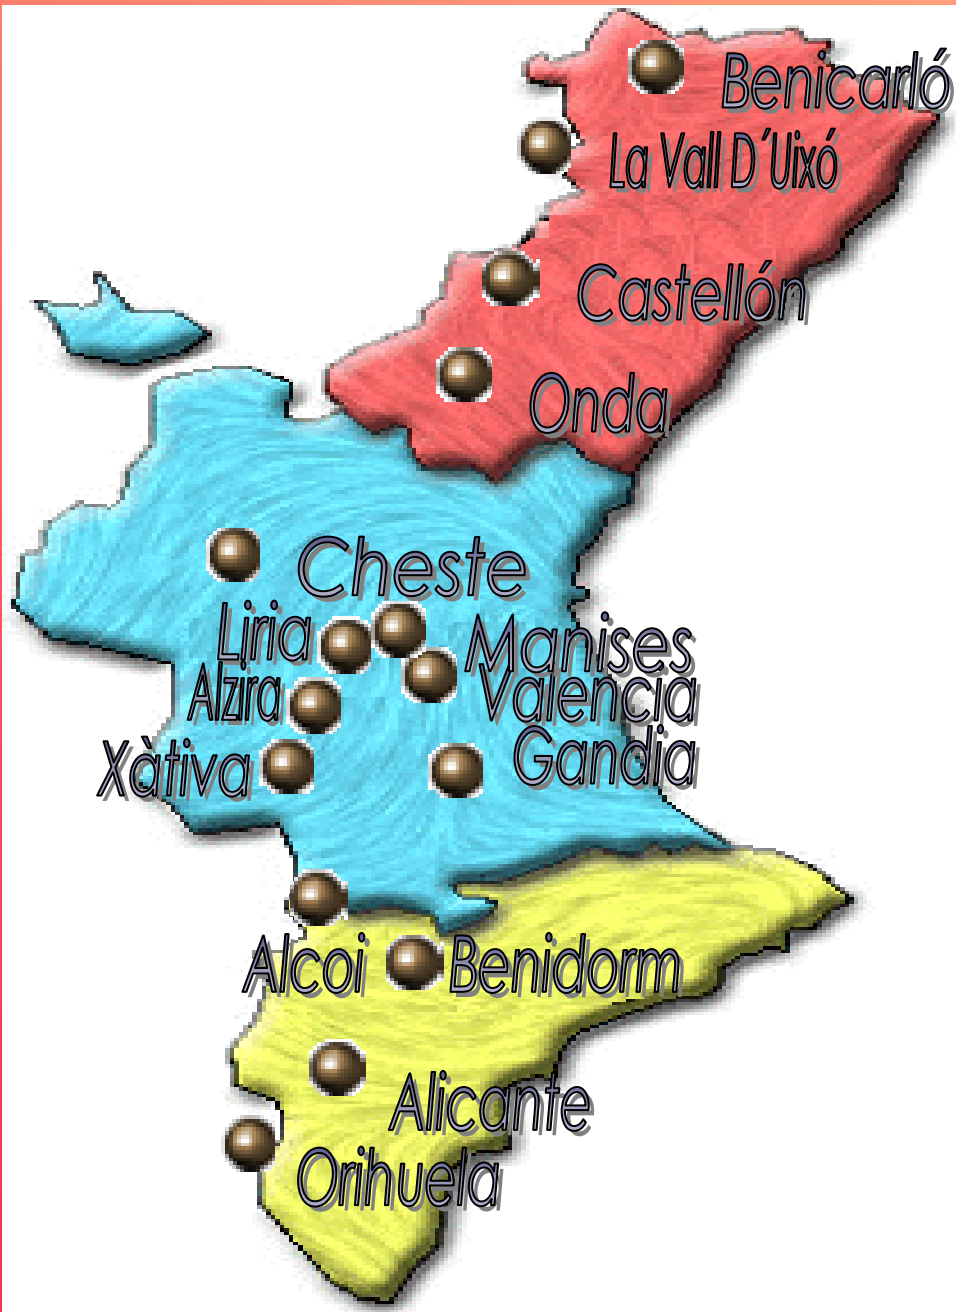 Benicarló
La Vall D´Uixó
Castellón
Onda
Cheste
Liria
Manises
Alzira
Valencia
Gandia
Xàtiva
Alcoi
Benidorm
Alicante
Orihuela